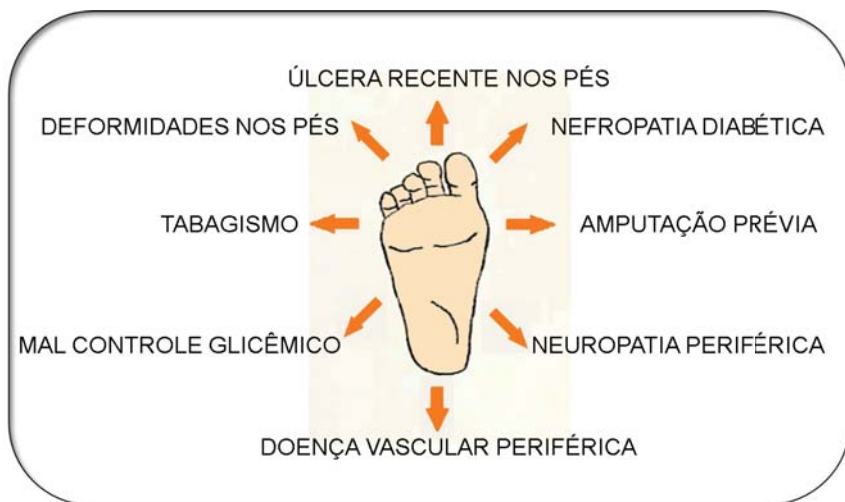 ÚLCERA RECENTE NOS PÉS
DEFORMIDADES NOS PÉS
NEFROPATIA DIABÉTICA
TABAGISMO
AMPUTAÇÃO PRÉVIA
MAL CONTROLE GLICÊMICO
NEUROPATIA PERIFÉRICA
DOENÇA VASCULAR PERIFÉRICA